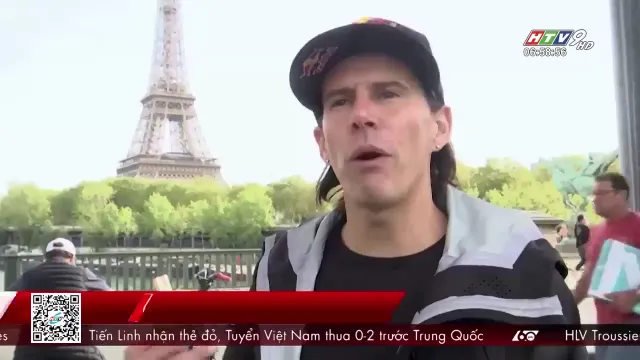 HTV9 HD
06:58:56
es Tiến Linh nhận thẻ đỏ, Tuyển Việt Nam thua 0-2 trước Trung Quốc 60 HLV Troussie